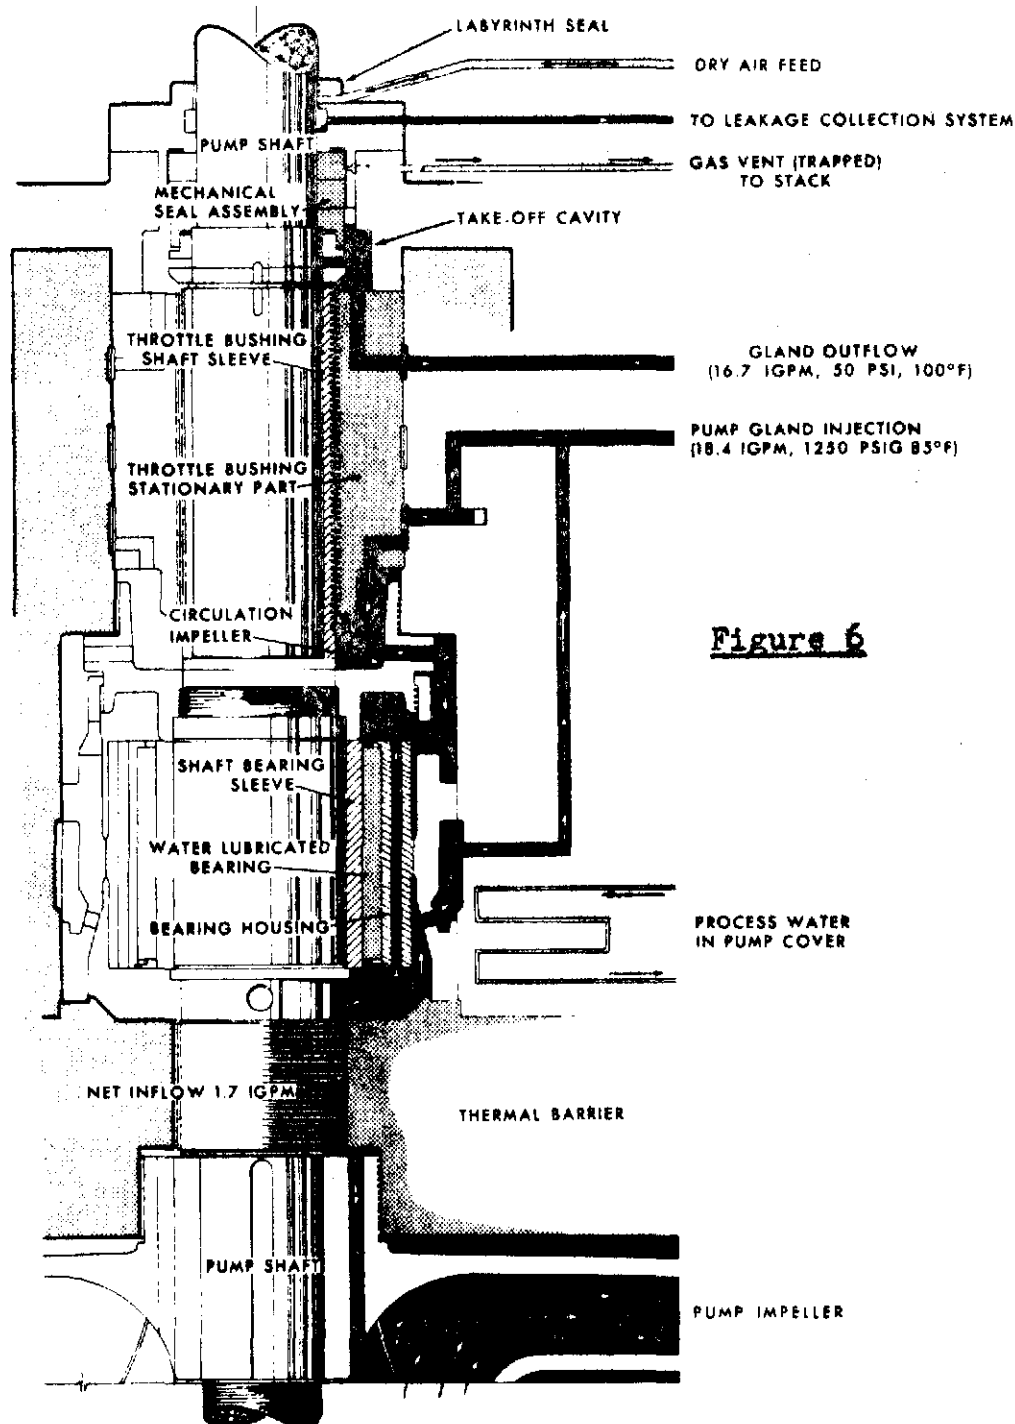 LABYRINTH SEAL
DRY AIR FEED
TO LEAKAGE COLLECTION SYSTEM
PUMP SHAFT
GAS VENT (TRAPPED)
TO STACK
MECHANICAL
SEAL ASSEMBLY
TAKE-OFF CAVITY
THROTTLE BUSHING
SHAFT SLEEVE
GLAND OUTFLOW
(16.7 IGPM, 50 PSI, 100°F)
PUMP GLAND INJECTION
(18.4 IGPM, 1250 PSIG 85°F)
THROTTLE BUSHING
STATIONARY PART
CIRCULATION
IMPELLER
Figure 6
SHAFT BEARING
SLEEVE
WATER LUBRICATED
BEARING
BEARING HOUSING
PROCESS WATER
IN PUMP COVER
NET INFLOW 1.7 IGPM
THERMAL BARRIER
PUMP SHAFT
PUMP IMPELLER